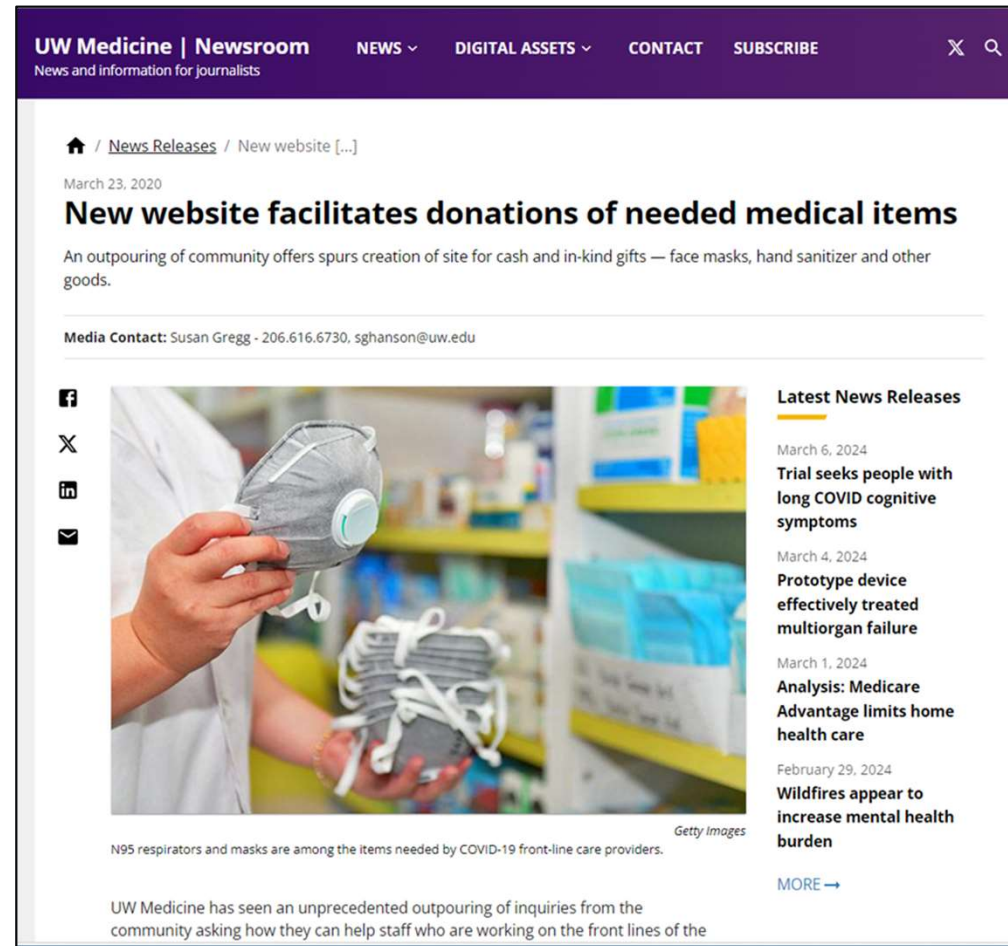 UW Medicine | Newsroom
News and information for journalists
NEWS
DIGITAL ASSETS
CONTACT
SUBSCRIBE
/ News Releases / New website [...]
March 23, 2020
New website facilitates donations of needed medical items
An outpouring of community offers spurs creation of site for cash and in-kind gifts — face masks, hand sanitizer and other
goods.
Media Contact: Susan Gregg - 206.616.6730, sghanson@uw.edu
Getty Images
N95 respirators and masks are among the items needed by COVID-19 front-line care providers.
UW Medicine has seen an unprecedented outpouring of inquiries from the
community asking how they can help staff who are working on the front lines of the
Latest News Releases
March 6, 2024
Trial seeks people with
long COVID cognitive
symptoms
March 4, 2024
Prototype device
effectively treated
multiorgan failure
March 1, 2024
Analysis: Medicare
Advantage limits home
health care
February 29, 2024
Wildfires appear to
increase mental health
burden
MORE